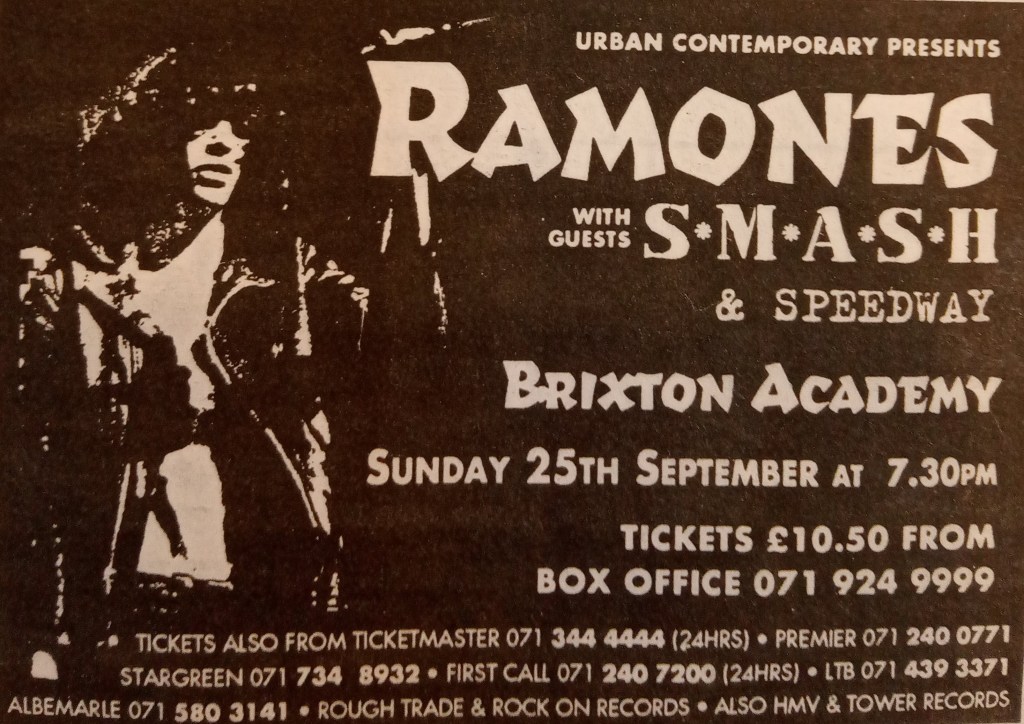 URBAN CONTEMPORARY PRESENTS
RAMONES
WITH GUESTS S*M*A*S*H
& SPEEDWAY
BRIXTON ACADEMY
SUNDAY 25TH SEPTEMBER AT 7.30PM
TICKETS £10.50 FROM
BOX OFFICE 071 924 9999
TICKETS ALSO FROM TICKETMASTER 071 344 4444 (24HRS) • PREMIER 071 240 0771
STARGREEN 071 734 8932 • FIRST CALL 071 240 7200 (24HRS) • LTB 071 439 3371
ALBEMARLE 071 580 3141 • ROUGH TRADE & ROCK ON RECORDS • ALSO HMV & TOWER RECORDS